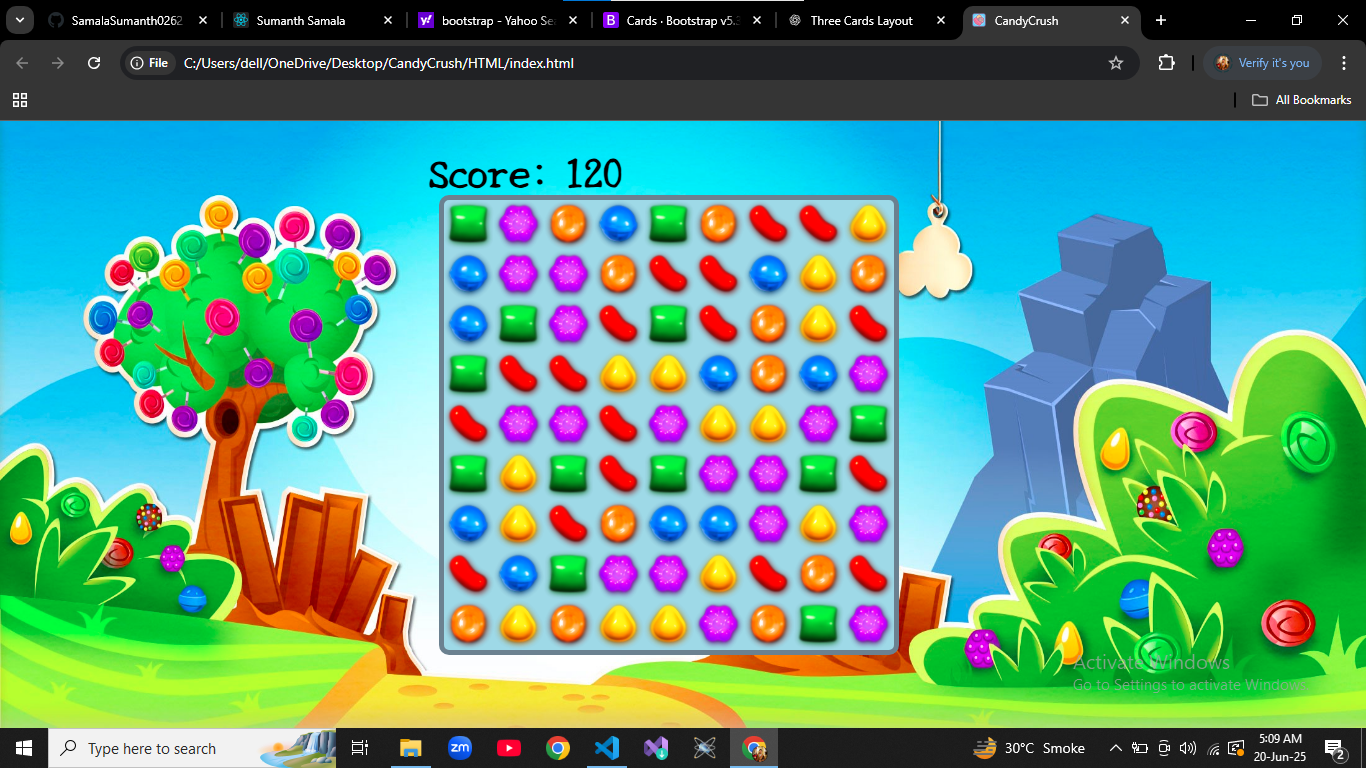 SamalaSumanth0262
Sumanth Samala
bootstrap - Yahoo Se
Cards · Bootstrap v5.
Three Cards Layout
CandyCrush
File
C:/Users/dell/OneDrive/Desktop/CandyCrush/HTML/index.html
Verify it's you
All Bookmarks
Score: 120
Activate Windows
Go to Settings to activate Windows.
Type here to search
zm
30°C Smoke
5:09 AM
20-Jun-25
2